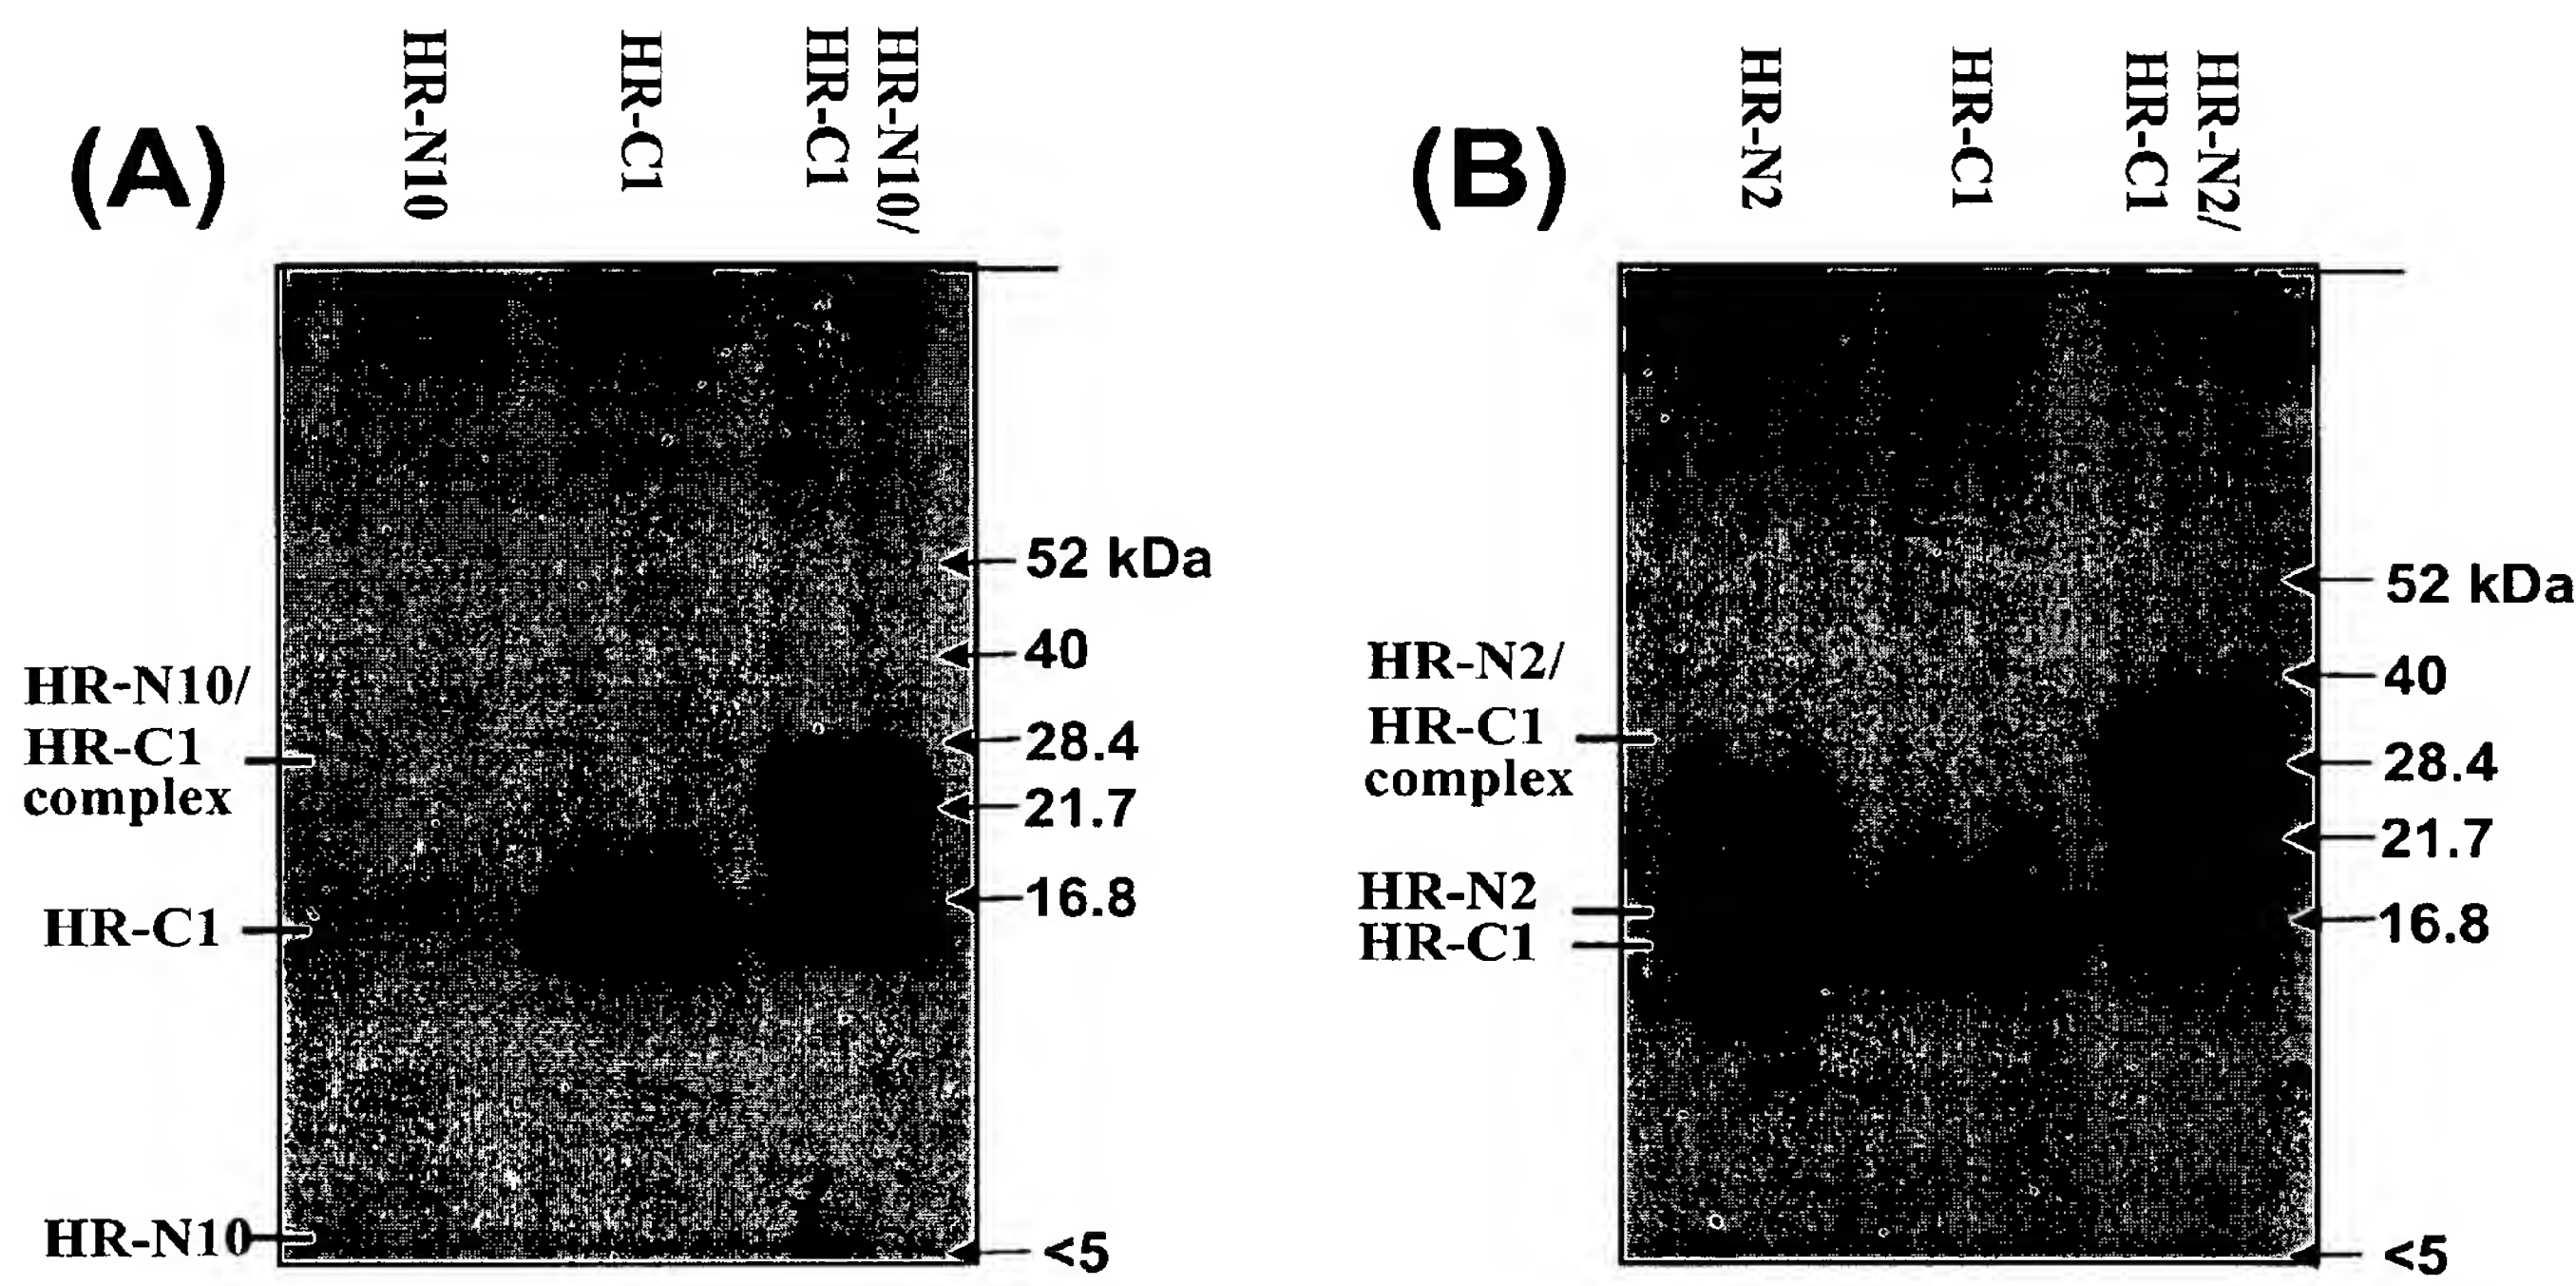 (A)
HR-N10
HR-C1
HR-N10/
HR-C1
52 kDa
40
28.4
21.7
16.8
<5
HR-N10/
HR-C1
complex
HR-C1
HR-N10
(B)
HR-N2
HR-C1
HR-N2/
HR-C1
52 kDa
40
28.4
21.7
16.8
<5
HR-N2/
HR-C1
complex
HR-N2
HR-C1